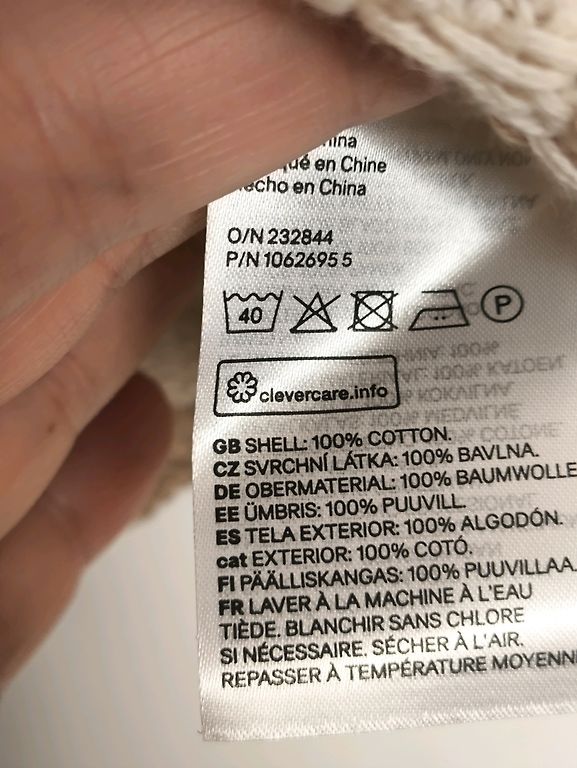 ina
qué en Chine
echo en China
O/N 232844
P/N 1062695 5
40
P
clevercare.info
GB SHELL: 100% COTTON.
CZ SVRCHNÍ LÁTKA: 100% BAVLNA.
DE OBERMATERIAL: 100% BAUMWOLLE
EE ÜMBRIS: 100% PUUVILL.
ES TELA EXTERIOR: 100% ALGODÓN.
cat EXTERIOR: 100% COTÓ.
FI PÄÄLLISKANGAS: 100% PUUVILLAA.
FR LAVER À LA MACHINE À L'EAU
TIÈDE. BLANCHIR SANS CHLORE
SI NÉCESSAIRE. SÉCHER À L'AIR.
REPASSER À TEMPÉRATURE MOYENN